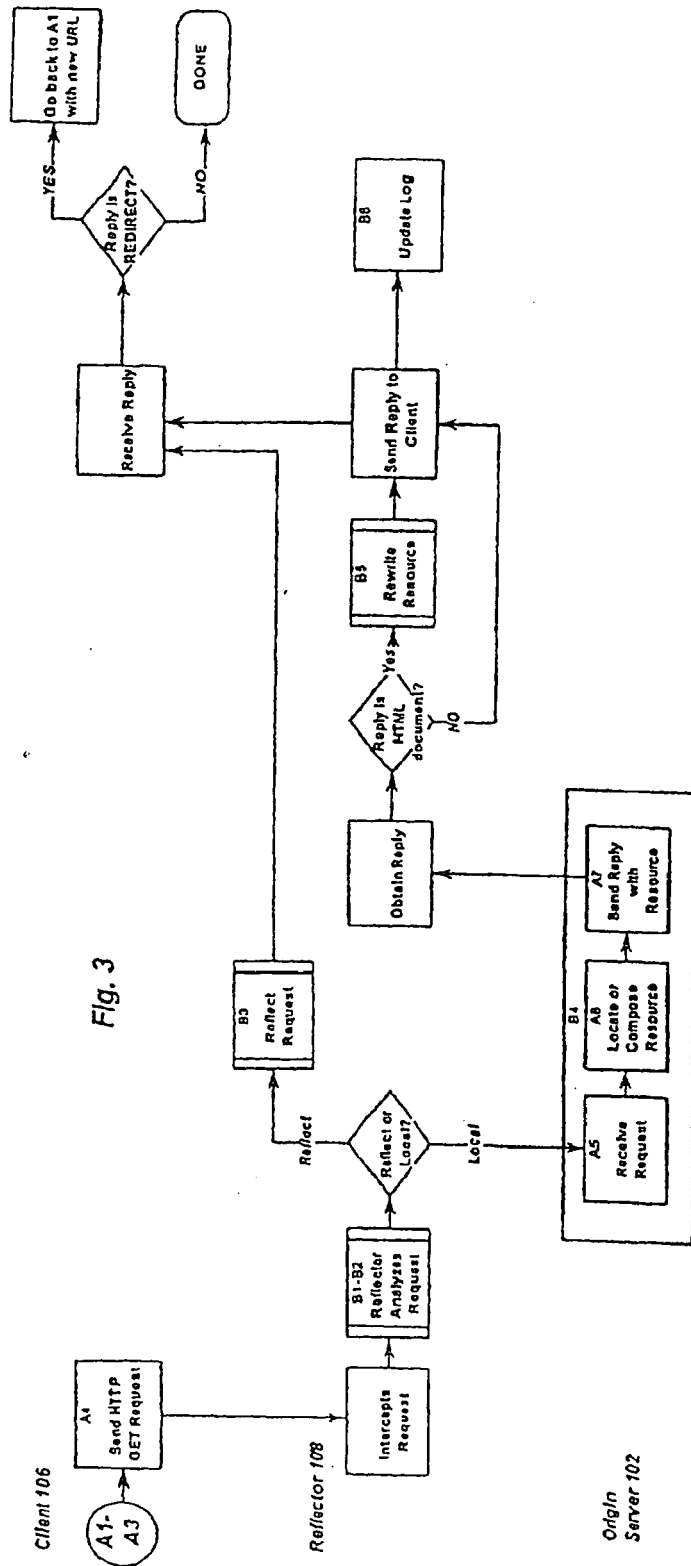 Fig. 3
Client 106
A1-
A3
A4
Send HTTP
GET Request
Receive Reply
Reply is
REDIRECT?
YES
Go back to A1
with new URL
NO
DONE
Reflector 108
Intercepts
Request
B1-B2
Reflector
Analyzes
Request
Reflect or
Local?
Reflect
B3
Reflect
Request
Local
Obtain Reply
Reply is
HTML
document?
Yes
NO
B5
Rewrite
Resource
Send Reply to
Client
B6
Update Log
Origin
Server 102
B4
A5
Receive
Request
A6
Locate or
Compose
Resource
A7
Send Reply
with
Resource